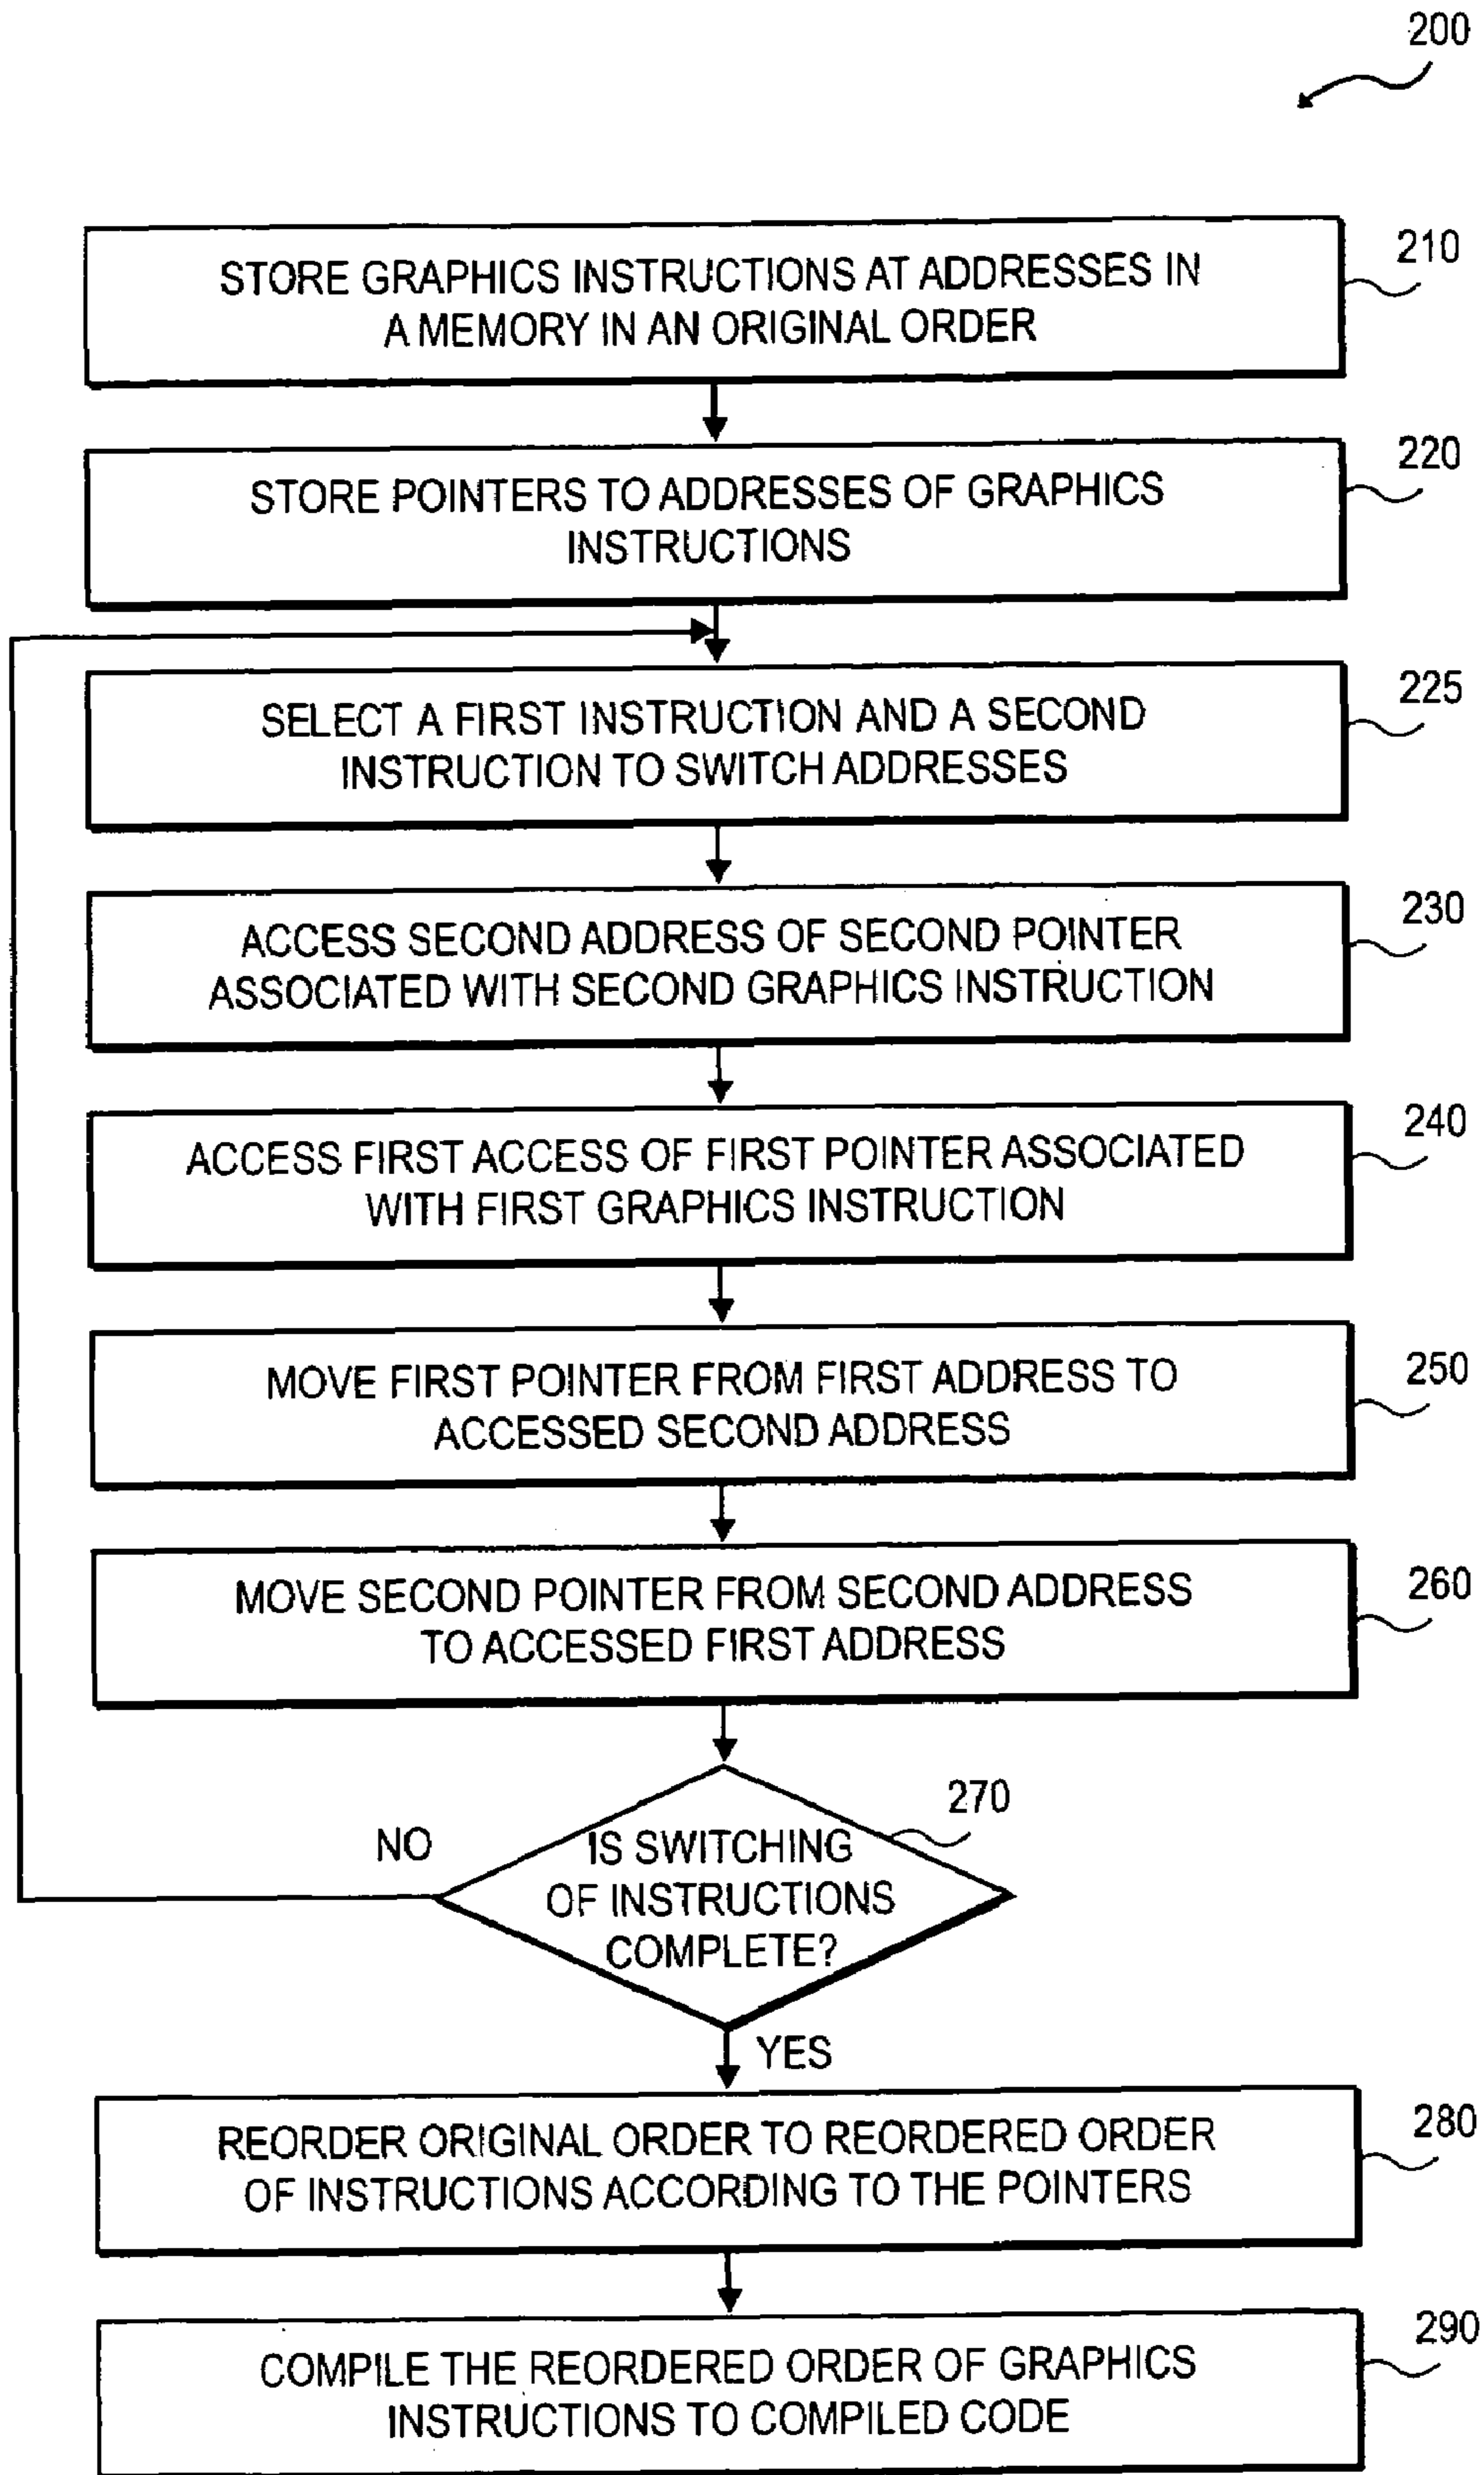 200
STORE GRAPHICS INSTRUCTIONS AT ADDRESSES IN
A MEMORY IN AN ORIGINAL ORDER
210
STORE POINTERS TO ADDRESSES OF GRAPHICS
INSTRUCTIONS
220
SELECT A FIRST INSTRUCTION AND A SECOND
INSTRUCTION TO SWITCH ADDRESSES
225
ACCESS SECOND ADDRESS OF SECOND POINTER
ASSOCIATED WITH SECOND GRAPHICS INSTRUCTION
230
ACCESS FIRST ACCESS OF FIRST POINTER ASSOCIATED
WITH FIRST GRAPHICS INSTRUCTION
240
MOVE FIRST POINTER FROM FIRST ADDRESS TO
ACCESSED SECOND ADDRESS
250
MOVE SECOND POINTER FROM SECOND ADDRESS
TO ACCESSED FIRST ADDRESS
260
270
NO
IS SWITCHING
OF INSTRUCTIONS
COMPLETE?
YES
REORDER ORIGINAL ORDER TO REORDERED ORDER
OF INSTRUCTIONS ACCORDING TO THE POINTERS
280
COMPILE THE REORDERED ORDER OF GRAPHICS
INSTRUCTIONS TO COMPILED CODE
290